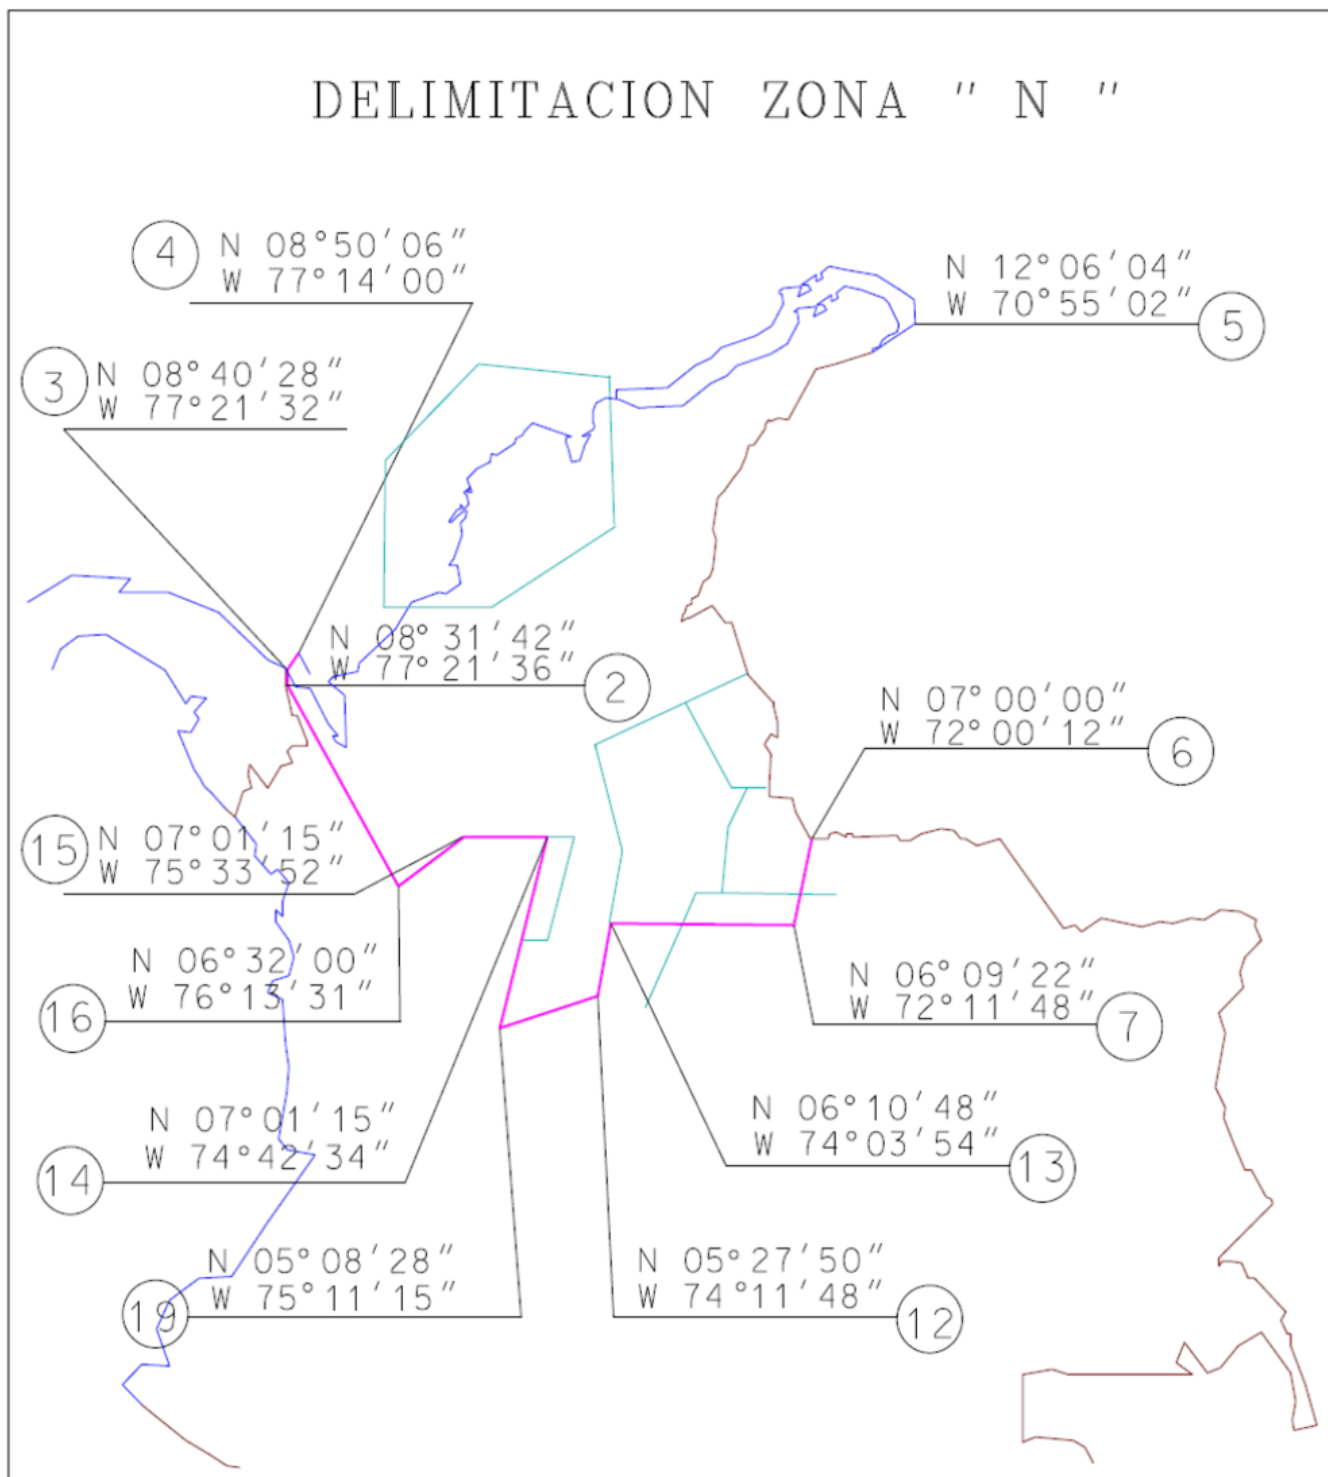 DELIMITACION ZONA " N "
4
N 08°50'06"
W 77°14'00"
N 12°06'04"
W 70°55'02"
5
3
N 08°40'28"
W 77°21'32"
N 08°31'42"
W 77°21'36"
2
N 07°00'00"
W 72°00'12"
6
15
N 07°01'15"
W 75°33'52"
N 06°32'00"
W 76°13'31"
16
N 06°09'22"
W 72°11'48"
7
N 07°01'15"
W 74°42'34"
14
N 06°10'48"
W 74°03'54"
13
N 05°08'28"
W 75°11'15"
19
N 05°27'50"
W 74°11'48"
12